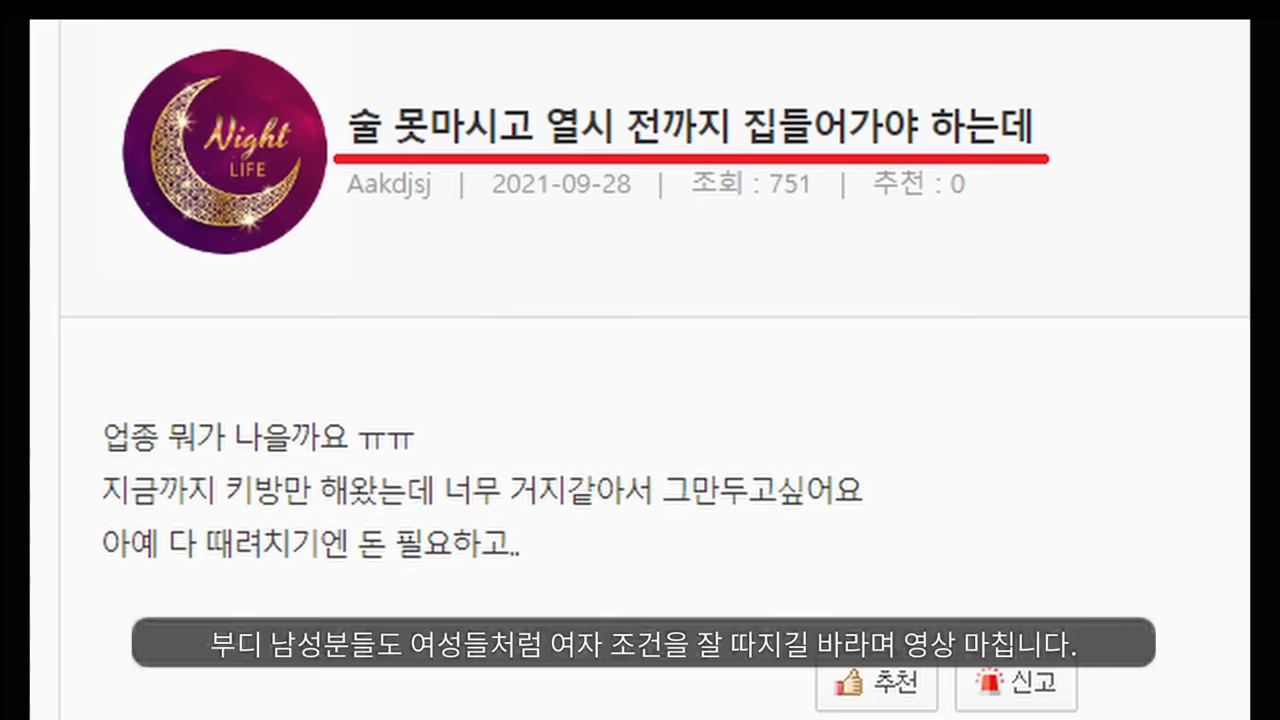 Night
LIFE
술 못마시고 열시 전까지 집들어가야 하는데
Aakdjsj | 2021-09-28 | 조회 : 751 | 추천 : 0
업종 뭐가 나을까요 ㅠㅠ
지금까지 키방만 해왔는데 너무 거지같아서 그만두고싶어요
아예 다 때려치기엔 돈 필요하고..
부디 남성분들도 여성들처럼 여자 조건을 잘 따지길 바라며 영상 마칩니다.
추천 신고